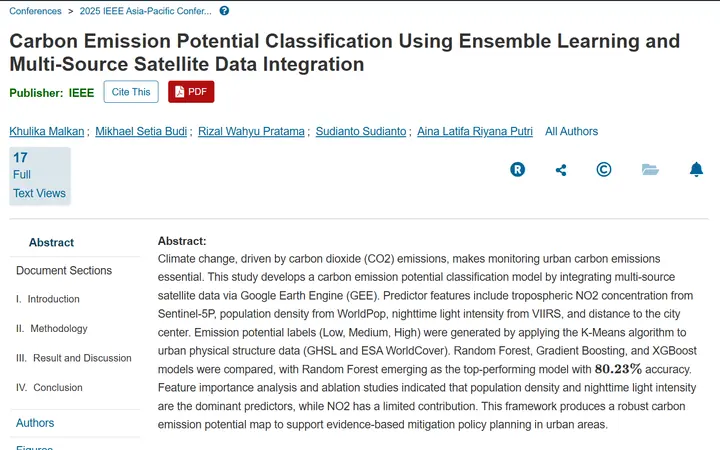 Conferences > 2025 IEEE Asia-Pacific Confer... ?
Carbon Emission Potential Classification Using Ensemble Learning and
Multi-Source Satellite Data Integration
Publisher: IEEE Cite This PDF
Khulika Malkan ; Mikhael Setia Budi ; Rizal Wahyu Pratama ; Sudianto Sudianto ; Aina Latifa Riyana Putri All Authors
17
Full
Text Views
R ©
Abstract
Document Sections
I. Introduction
II. Methodology
III. Result and Discussion
IV. Conclusion
Authors
Figures
Abstract:
Climate change, driven by carbon dioxide (CO2) emissions, makes monitoring urban carbon emissions
essential. This study develops a carbon emission potential classification model by integrating multi-source
satellite data via Google Earth Engine (GEE). Predictor features include tropospheric NO2 concentration from
Sentinel-5P, population density from WorldPop, nighttime light intensity from VIIRS, and distance to the city
center. Emission potential labels (Low, Medium, High) were generated by applying the K-Means algorithm to
urban physical structure data (GHSL and ESA WorldCover). Random Forest, Gradient Boosting, and XGBoost
models were compared, with Random Forest emerging as the top-performing model with 80.23% accuracy.
Feature importance analysis and ablation studies indicated that population density and nighttime light intensity
are the dominant predictors, while NO2 has a limited contribution. This framework produces a robust carbon
emission potential map to support evidence-based mitigation policy planning in urban areas.